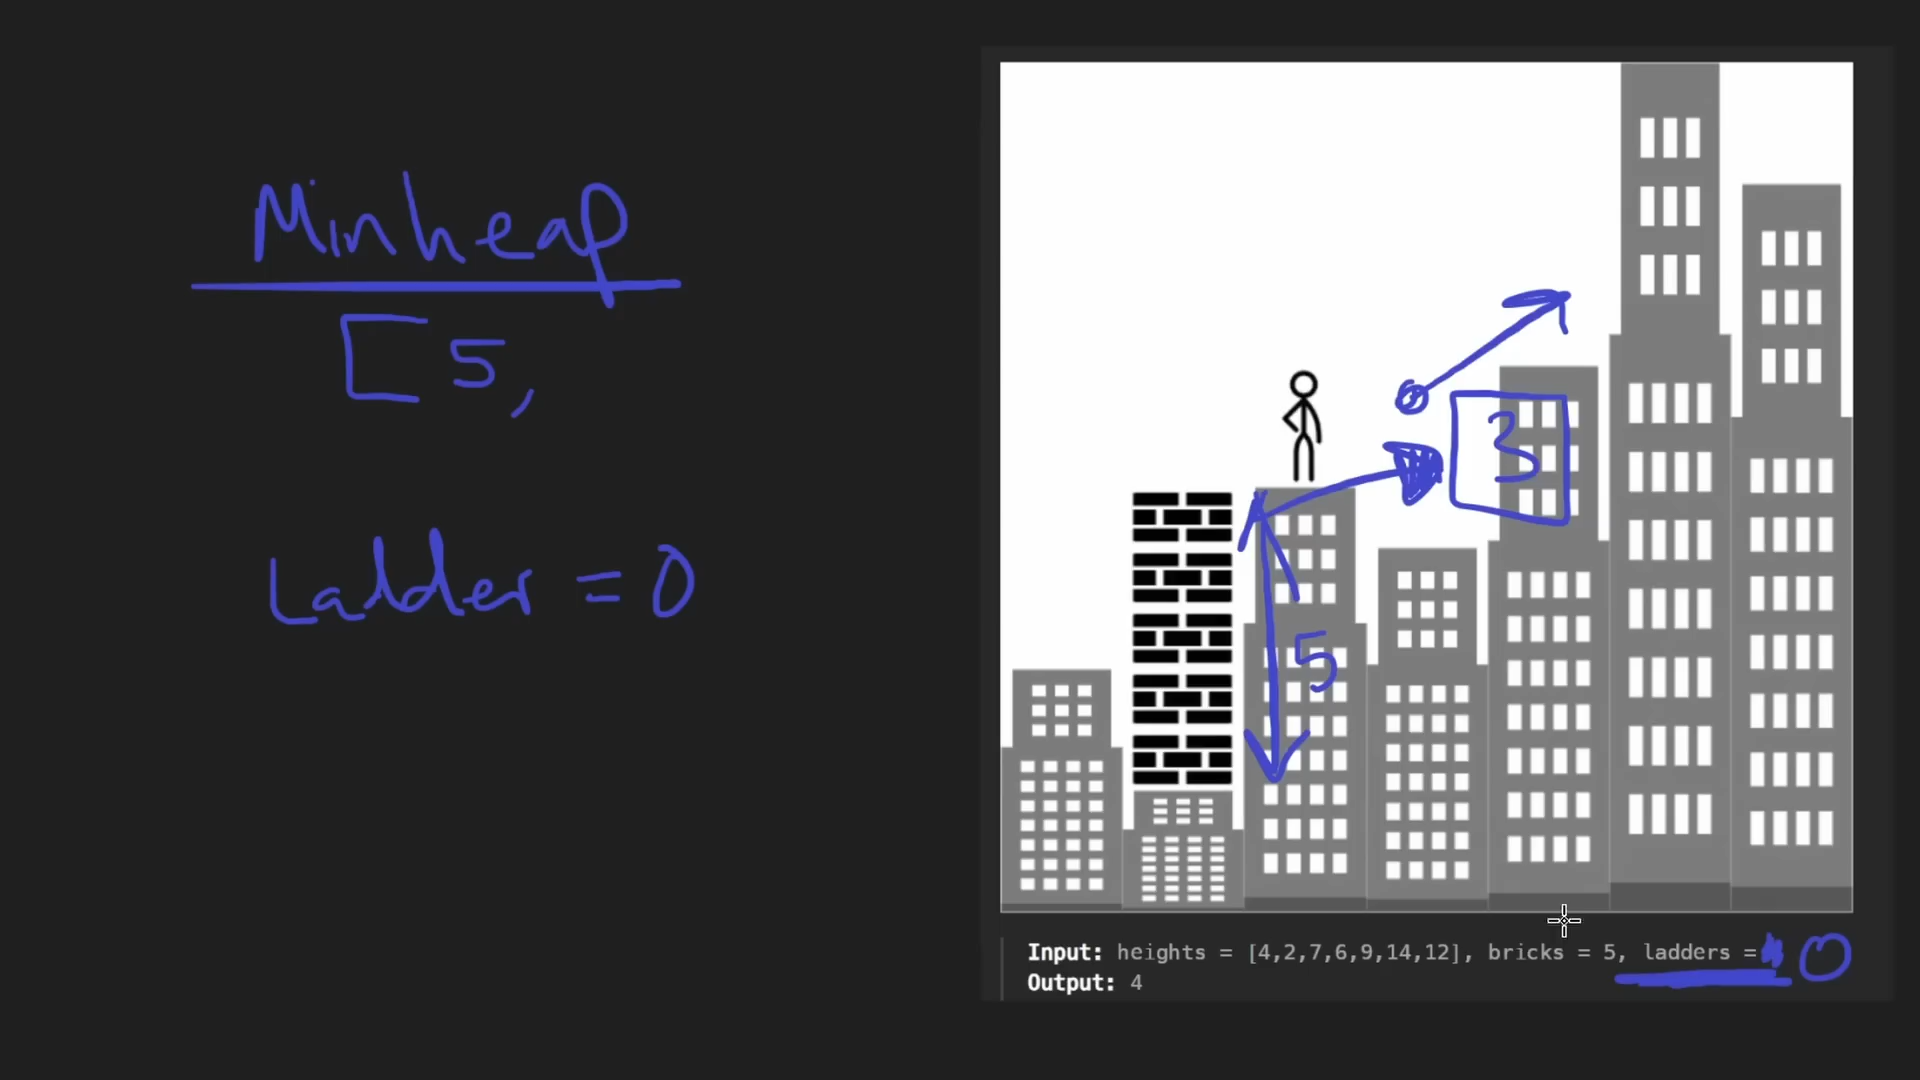 Minheap
[5,
Ladder = 0
3
5
Input: heights = [4,2,7,6,9,14,12], bricks = 5, ladders = 0
Output: 4